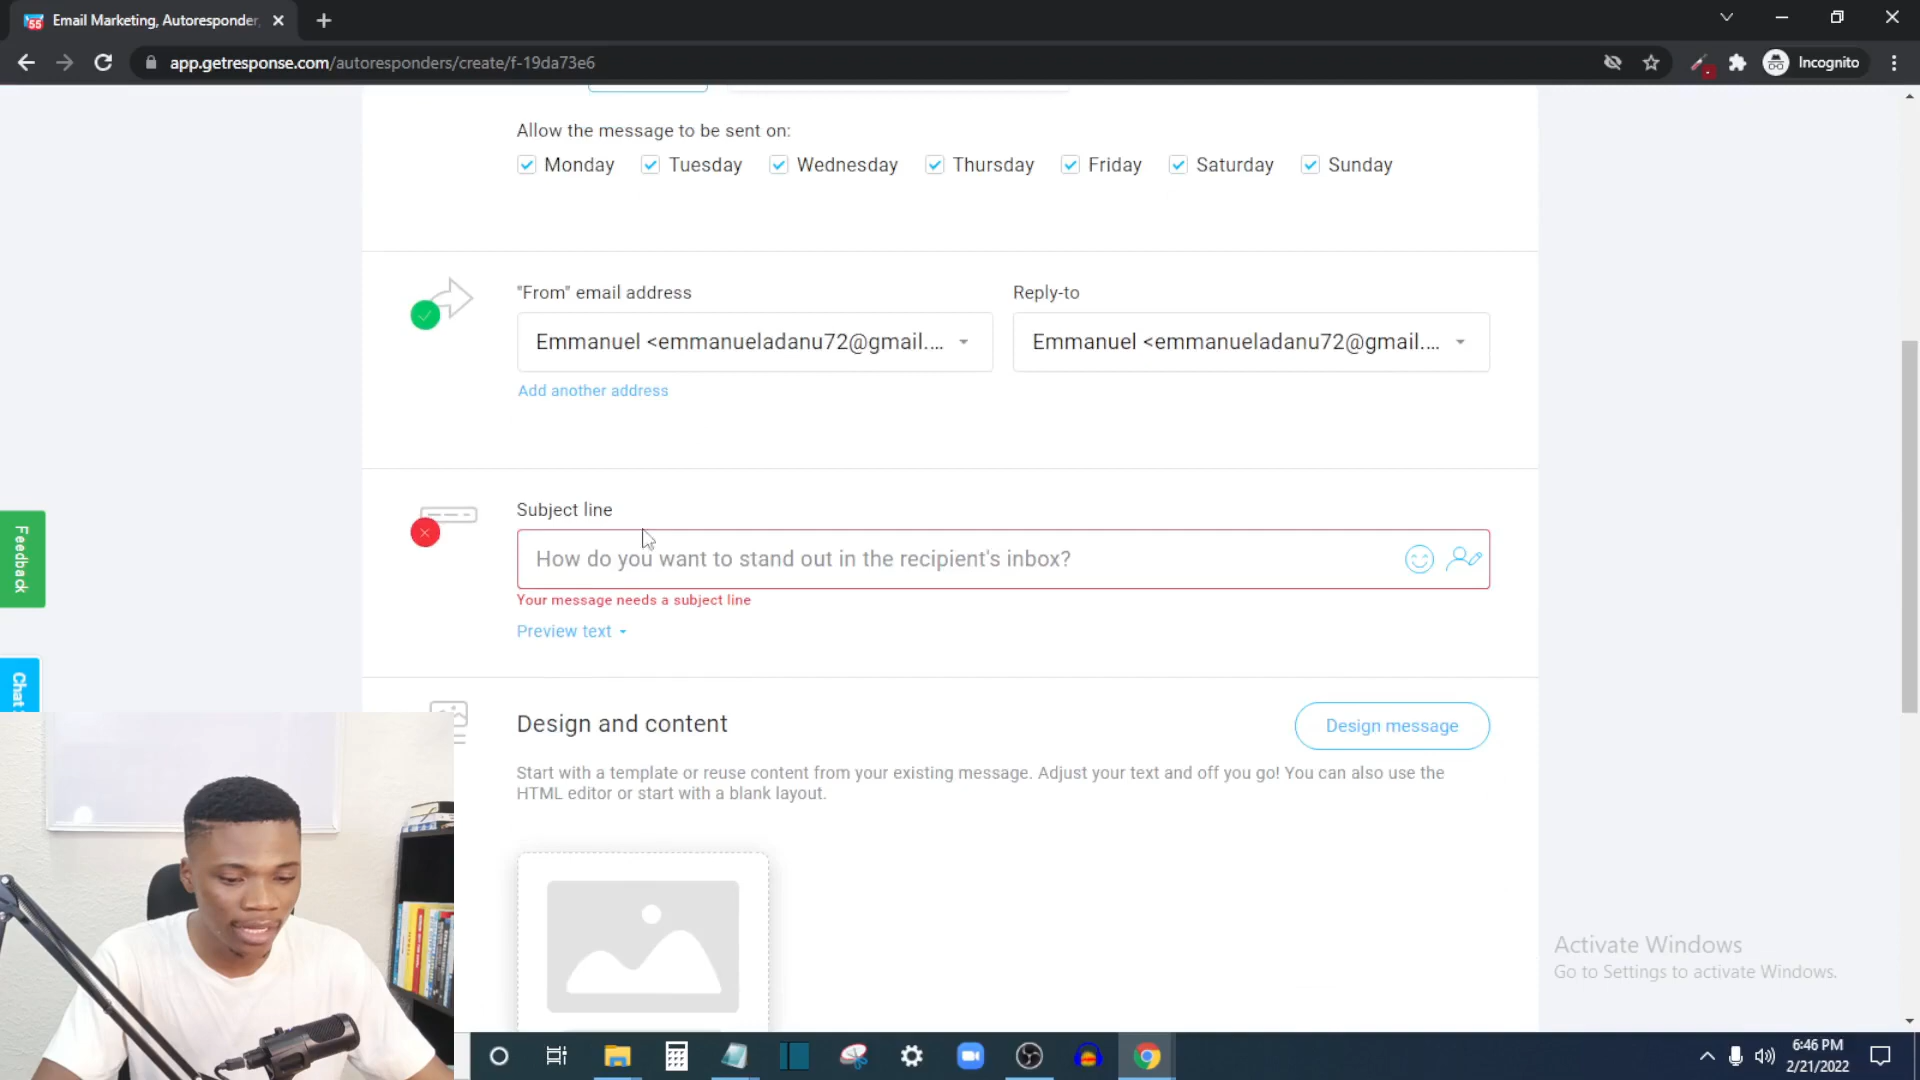 Email Marketing, Autoresponder,
app.getresponse.com/autoresponders/create/f-19da73e6
Incognito
Allow the message to be sent on:
Monday Tuesday Wednesday Thursday Friday Saturday Sunday
"From" email address
Reply-to
Emmanuel <emmanueladanu72@gmail.... Emmanuel <emmanueladanu72@gmail....
Add another address
Subject line
How do you want to stand out in the recipient's inbox?
Your message needs a subject line
Preview text
Feedback
Chat
Design and content
Design message
Start with a template or reuse content from your existing message. Adjust your text and off you go! You can also use the
HTML editor or start with a blank layout.
Activate Windows
Go to Settings to activate Windows.
6:46 PM
2/21/2022